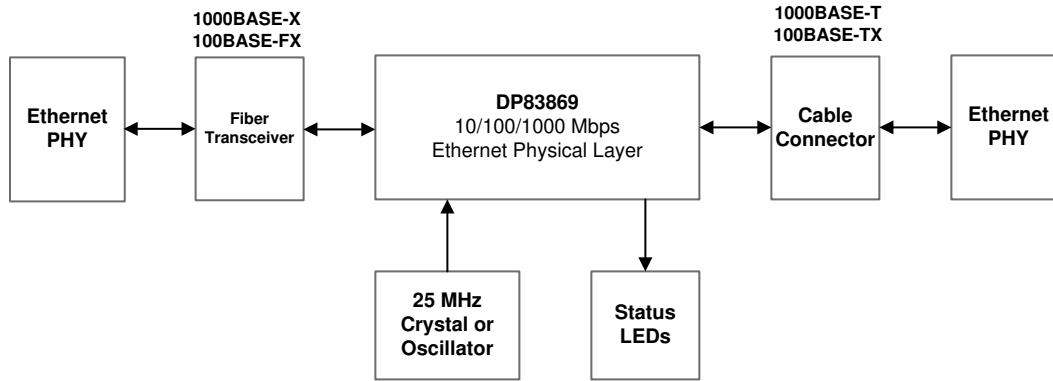 1000BASE-X
100BASE-FX
1000BASE-T
100BASE-TX
Ethernet
PHY
Fiber
Transceiver
DP83869
10/100/1000 Mbps
Ethernet Physical Layer
Cable
Connector
Ethernet
PHY
25 MHz
Crystal or
Oscillator
Status
LEDs